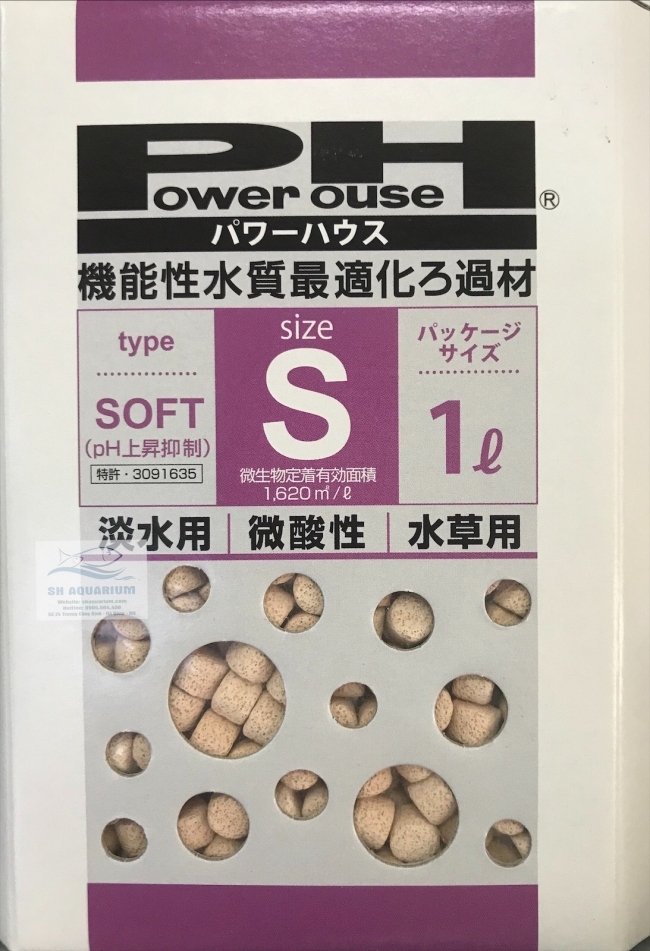 Power House®
パワーハウス
機能性水質最適化ろ過材
type
SOFT
(pH上昇抑制)
特許・3091635
size
S
微生物定着有効面積
1,620㎡/ℓ
パッケージ
サイズ
1ℓ
淡水用 微酸性 水草用
SH AQUARIUM